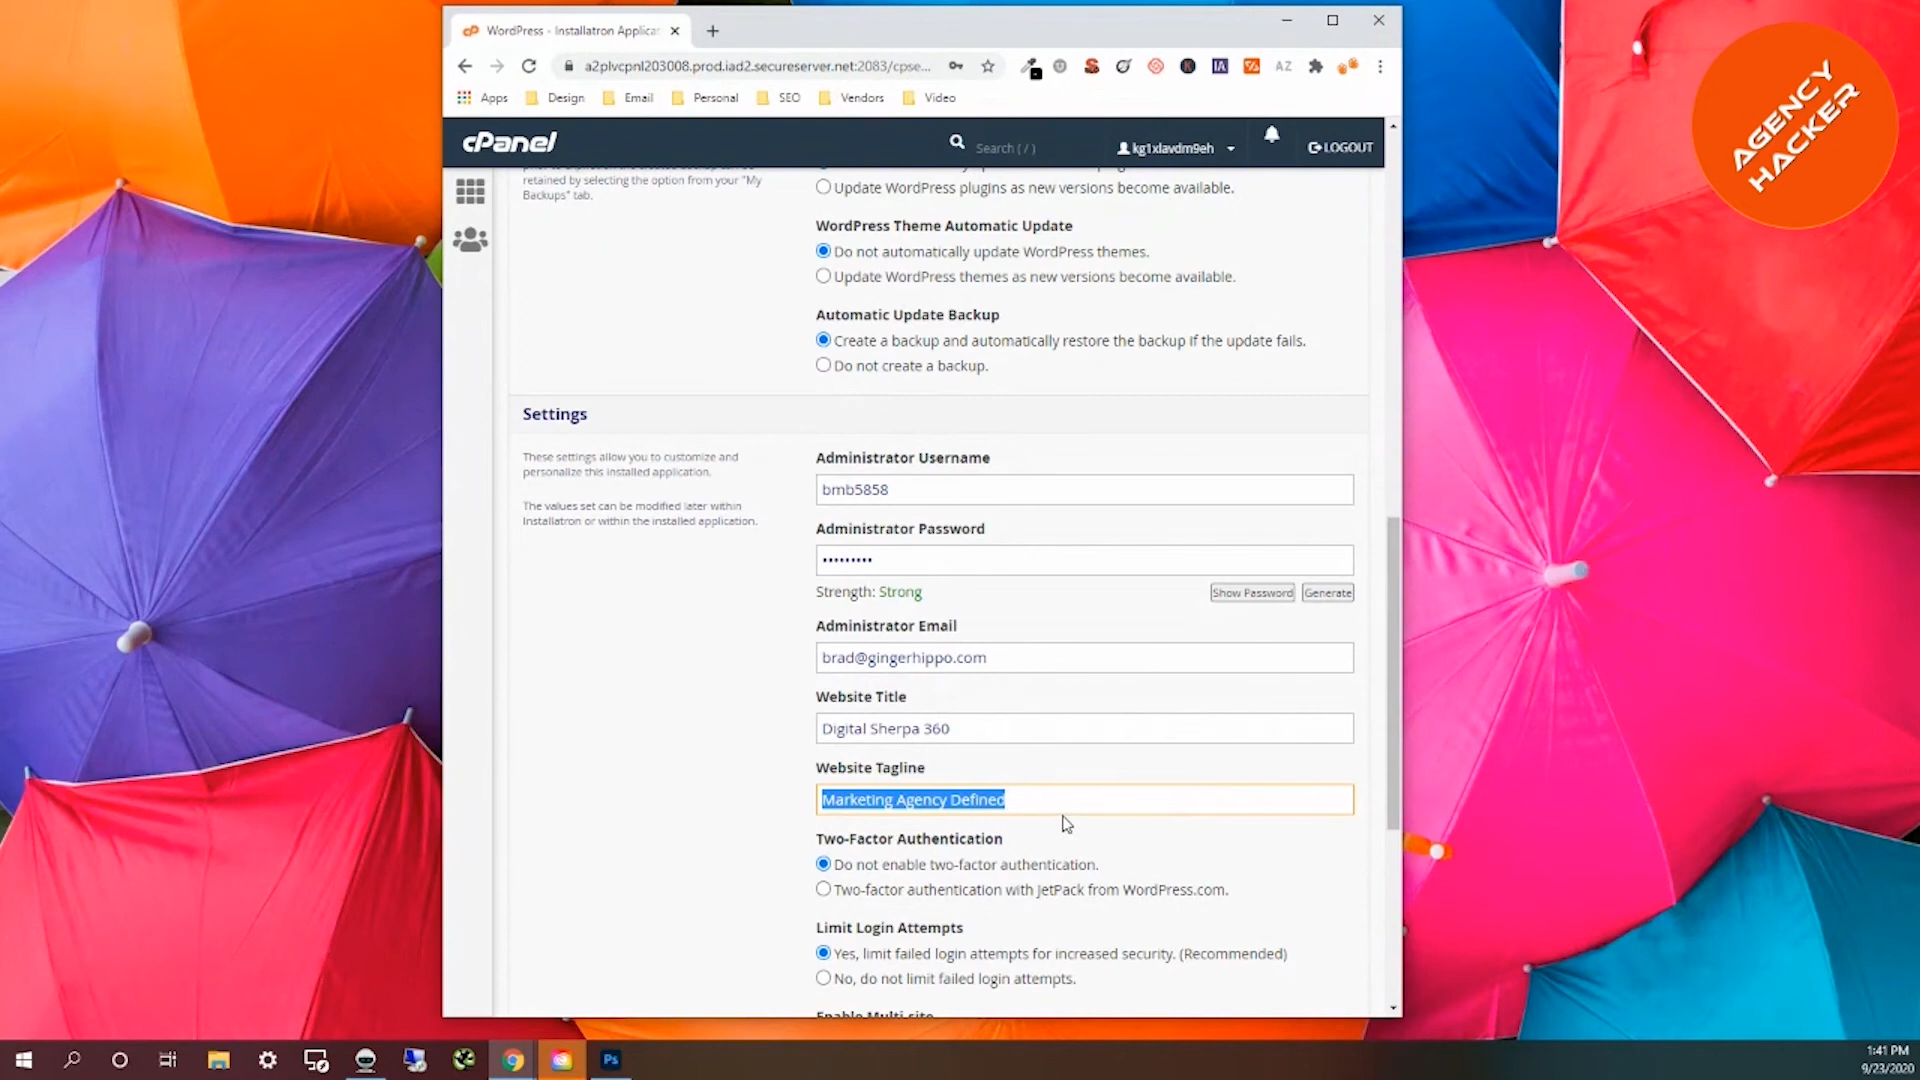 WordPress - Installatron Applica
AGENCY
HACKER
a2plvcpnl203008.prod.iad2.secureserver.net:2083/cpse...
IA
AZ
Apps
Design
Email
Personal
SEO
Vendors
Video
cPanel
Search ( / )
kg1xlavdm9eh
LOGOUT
retained by selecting the option from your "My
Backups" tab.
Update WordPress plugins as new versions become available.
WordPress Theme Automatic Update
Do not automatically update WordPress themes.
Update WordPress themes as new versions become available.
Automatic Update Backup
Create a backup and automatically restore the backup if the update fails.
Do not create a backup.
Settings
These settings allow you to customize and
personalize this installed application.
The values set can be modified later within
Installatron or within the installed application.
Administrator Username
bmb5858
Administrator Password
Strength: Strong
Show Password
Generate
Administrator Email
brad@gingerhippo.com
Website Title
Digital Sherpa 360
Website Tagline
Marketing Agency Defined
Two-Factor Authentication
Do not enable two-factor authentication.
Two-factor authentication with JetPack from WordPress.com.
Limit Login Attempts
Yes, limit failed login attempts for increased security. (Recommended)
No, do not limit failed login attempts.
Enable Multi-site
Ps
1:41 PM
9/23/2020